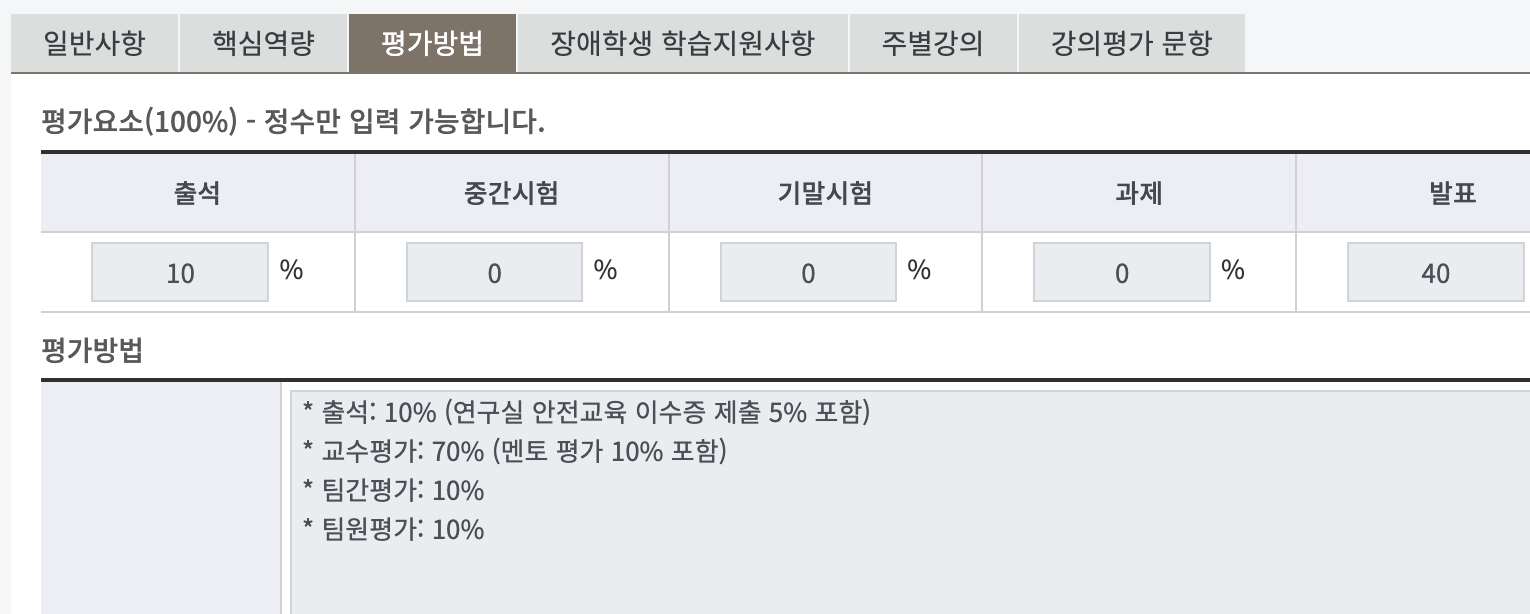 일반사항 핵심역량 평가방법 장애학생 학습지원사항 주별강의 강의평가 문항
평가요소(100%) - 정수만 입력 가능합니다.
출석 중간시험 기말시험 과제 발표
10 % 0 % 0 % 0 % 40
평가방법
* 출석: 10% (연구실 안전교육 이수증 제출 5% 포함)
* 교수평가: 70% (멘토 평가 10% 포함)
* 팀간평가: 10%
* 팀원평가: 10%